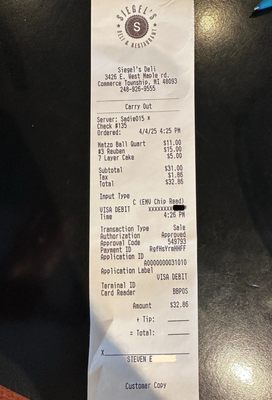 SIEGEL'S
S
DELI & RESTAURANT
Siegel's Deli
3426 E. West Maple rd.
Commerce Township, MI 48093
248-926-9555
Carry Out
Server: Sadie015 *
Check #135
Ordered: 4/4/25 4:25 PM
Matzo Ball Quart $11.00
#3 Reuben $15.00
7 Layer Cake $5.00
Subtotal $31.00
Tax $1.86
Total $32.86
Input Type
C (EMV Chip Read)
VISA DEBIT xxxxxxxx
Time 4:26 PM
Transaction Type Sale
Authorization Approved
Approval Code 549793
Payment ID
Application ID
A0000000031010
Application Label
VISA DEBIT
Terminal ID
Card Reader BBPOS
Amount $32.86
+ Tip:
= Total:
X
STEVEN E
Customer Copy